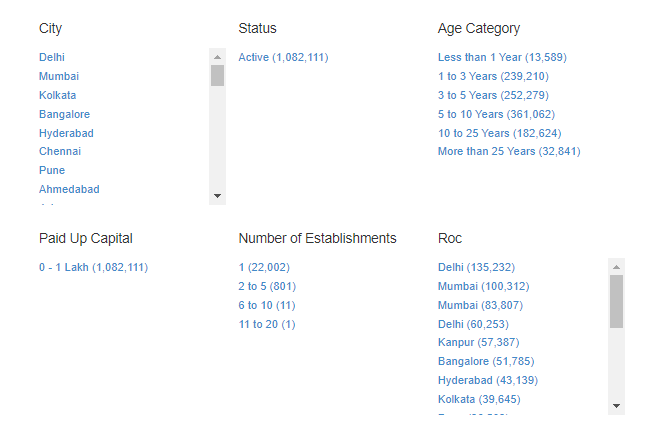 City
Delhi
Mumbai
Kolkata
Bangalore
Hyderabad
Chennai
Pune
Ahmedabad
Status
Active (1,082,111)
Age Category
Less than 1 Year (13,589)
1 to 3 Years (239,210)
3 to 5 Years (252,279)
5 to 10 Years (361,062)
10 to 25 Years (182,624)
More than 25 Years (32,841)
Paid Up Capital
0 - 1 Lakh (1,082,111)
Number of Establishments
1 (22,002)
2 to 5 (801)
6 to 10 (11)
11 to 20 (1)
Roc
Delhi (135,232)
Mumbai (100,312)
Mumbai (83,807)
Delhi (60,253)
Kanpur (57,387)
Bangalore (51,785)
Hyderabad (43,139)
Kolkata (39,645)